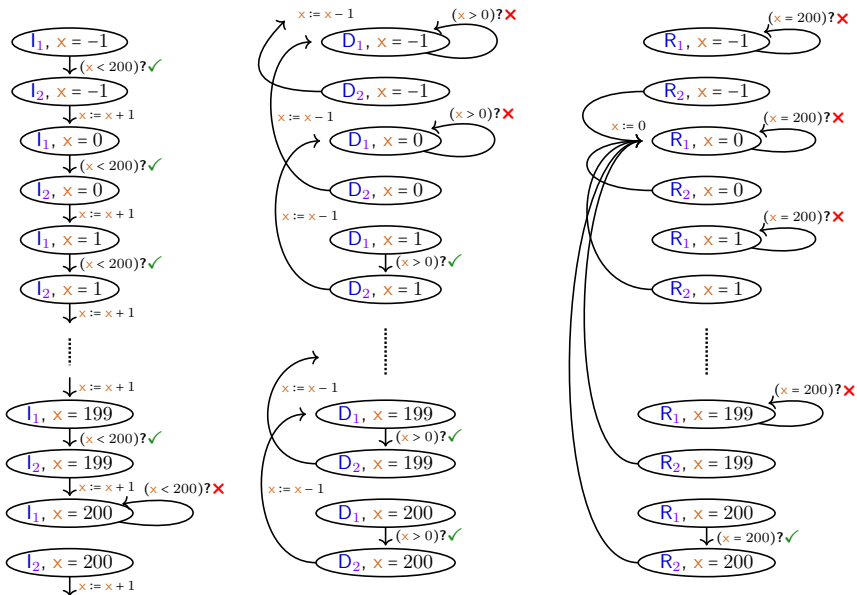 I₁, x = −1
(x < 200)?✓
I₂, x = −1
x := x + 1
I₁, x = 0
(x < 200)?✓
I₂, x = 0
x := x + 1
I₁, x = 1
(x < 200)?✓
I₂, x = 1
x := x + 1
x := x + 1
I₁, x = 199
(x < 200)?✓
I₂, x = 199
x := x + 1
(x < 200)?✗
I₁, x = 200
I₂, x = 200
x := x + 1
x := x − 1
(x > 0)?✗
D₁, x = −1
D₂, x = −1
x := x − 1
(x > 0)?✗
D₁, x = 0
D₂, x = 0
x := x − 1
D₁, x = 1
(x > 0)?✓
D₂, x = 1
x := x − 1
D₁, x = 199
(x > 0)?✓
D₂, x = 199
x := x − 1
D₁, x = 200
(x > 0)?✓
D₂, x = 200
(x = 200)?✗
R₁, x = −1
R₂, x = −1
x := 0
(x = 200)?✗
R₁, x = 0
R₂, x = 0
(x = 200)?✗
R₁, x = 1
R₂, x = 1
(x = 200)?✗
R₁, x = 199
R₂, x = 199
R₁, x = 200
(x = 200)?✓
R₂, x = 200